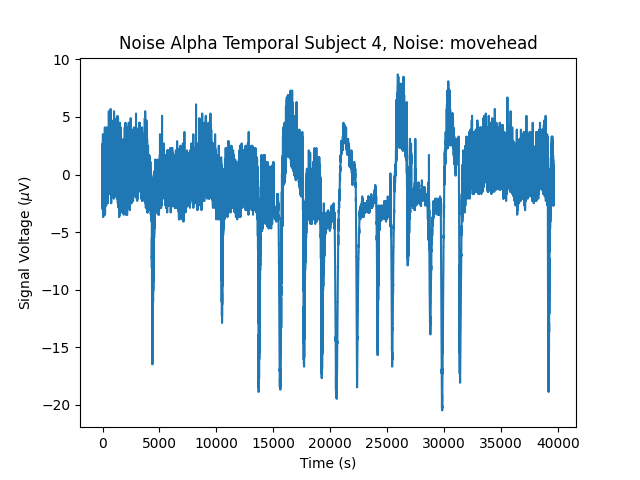 Noise Alpha Temporal Subject 4, Noise: movehead
Signal Voltage (μV)
10
5
0
−5
−10
−15
−20
0 5000 10000 15000 20000 25000 30000 35000 40000
Time (s)